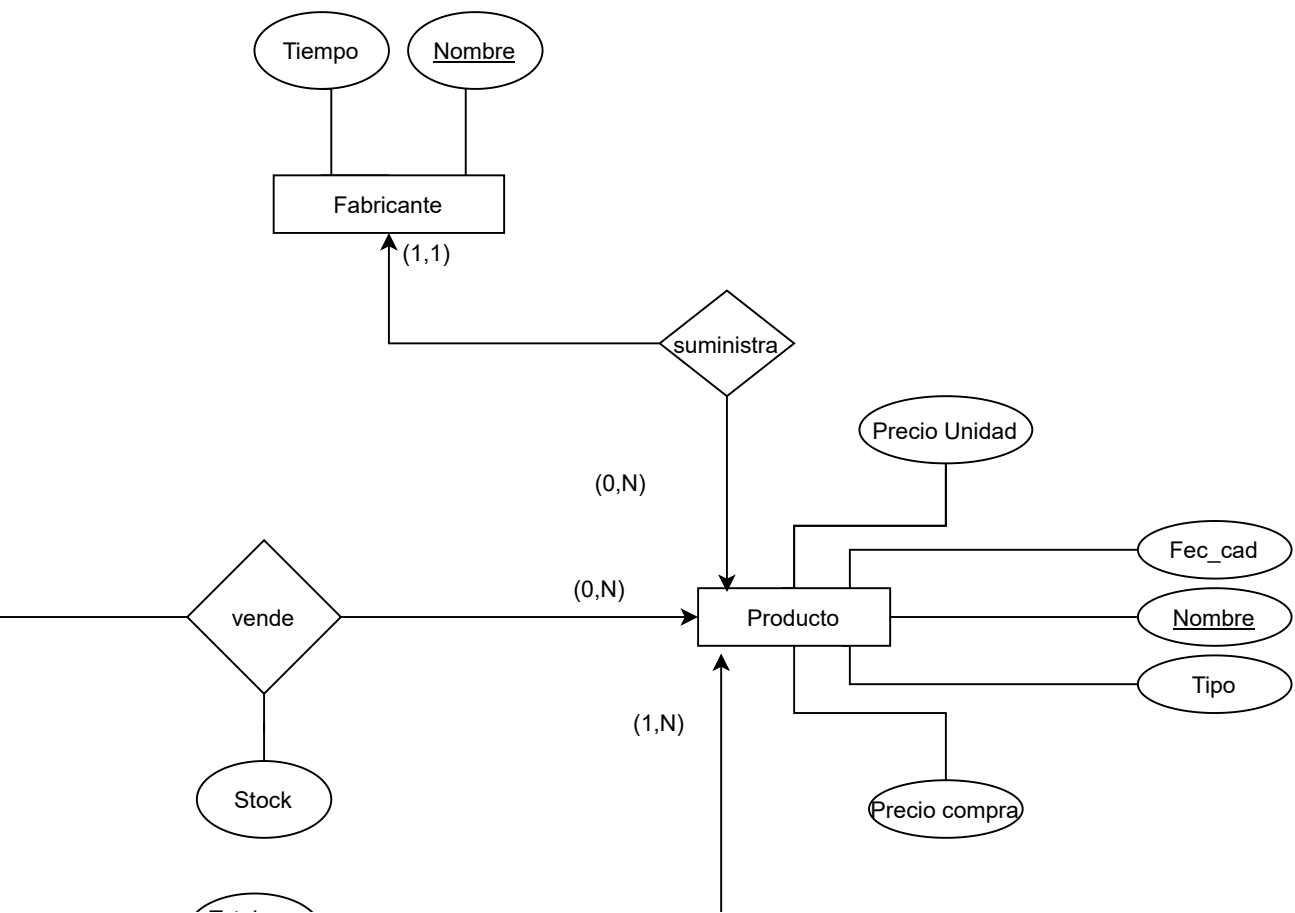 Tiempo
Nombre
Fabricante
(1,1)
suministra
Precio Unidad
(0,N)
Fec_cad
(0,N)
vende
Producto
Nombre
Tipo
(1,N)
Stock
Precio compra